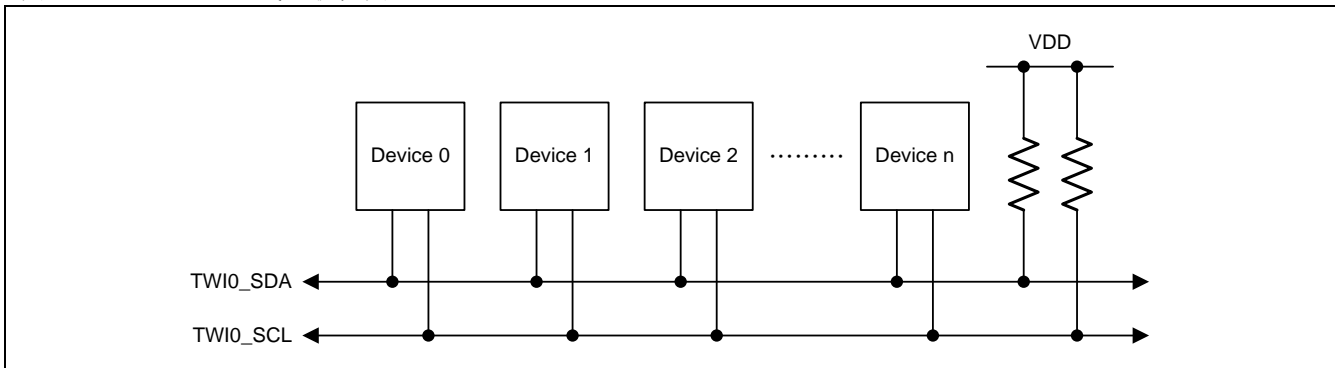 VDD
Device 0 Device 1 Device 2 ......... Device n
TWI0_SDA
TWI0_SCL